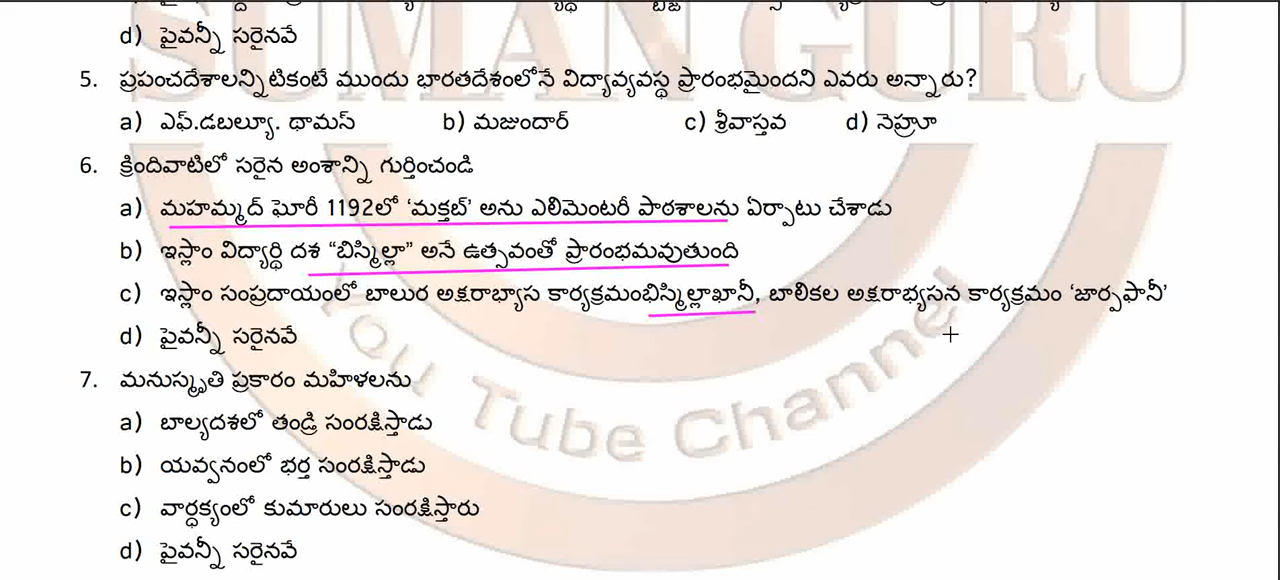 d) పైవన్నీ సరైనవే
5. ప్రపంచదేశాలన్నిటికంటే ముందు భారతదేశంలోనే విద్యావ్యవస్థ ప్రారంభమైందని ఎవరు అన్నారు?
a) ఎఫ్.డబల్యూ. థామస్ b) మజుందార్ c) శ్రీవాస్తవ d) నెహ్రూ
6. క్రిందివాటిలో సరైన అంశాన్ని గుర్తించండి
a) మహమ్మద్ ఘోరీ 1192లో ‘మక్తబ్’ అను ఎలిమెంటరీ పాఠశాలను ఏర్పాటు చేశాడు
b) ఇస్లాం విద్యార్థి దశ “బిస్మిల్లా” అనే ఉత్సవంతో ప్రారంభమవుతుంది
c) ఇస్లాం సంప్రదాయంలో బాలుర అక్షరాభ్యాస కార్యక్రమంభిస్మిల్లాఖానీ, బాలికల అక్షరాభ్యసన కార్యక్రమం ‘జార్ఫఫానీ’
d) పైవన్నీ సరైనవే
7. మనుస్మృతి ప్రకారం మహిళలను
a) బాల్యదశలో తండ్రి సంరక్షిస్తాడు
b) యవ్వనంలో భర్త సంరక్షిస్తాడు
c) వార్ధక్యంలో కుమారులు సంరక్షిస్తారు
d) పైవన్నీ సరైనవే
SUMAN GURU
You Tube Channel